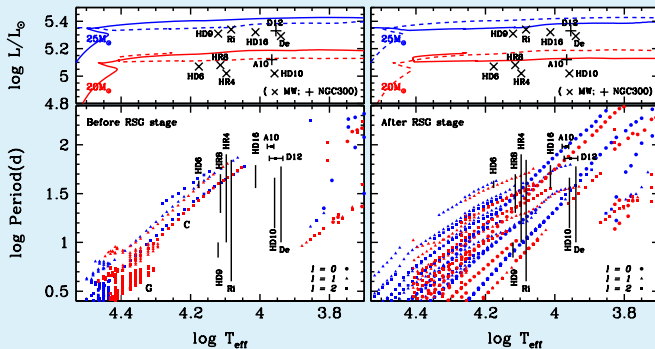 log L/L⊙
5.4
5.2
5
4.8
25M⊙
20M⊙
HD9
Ri
HD16
D12
De
HR8
HR4
HD6
A10
HD10
(× MW; + NGC300)
25M⊙
20M⊙
HD9
Ri
HD16
D12
De
HR8
HR4
HD6
A10
HD10
(× MW; + NGC300)
log Period(d)
2
1.5
1
0.5
Before RSG stage
HD6
HR8
HR4
HD16
A10
D12
C
G
HD9
Ri
HD10
De
l = 0
l = 1
l = 2
After RSG stage
HD6
HR8
HR4
HD16
A10
D12
HD9
Ri
HD10
De
l = 0
l = 1
l = 2
4.4
4.2
4
3.8
4.4
4.2
4
3.8
log Teff
log Teff